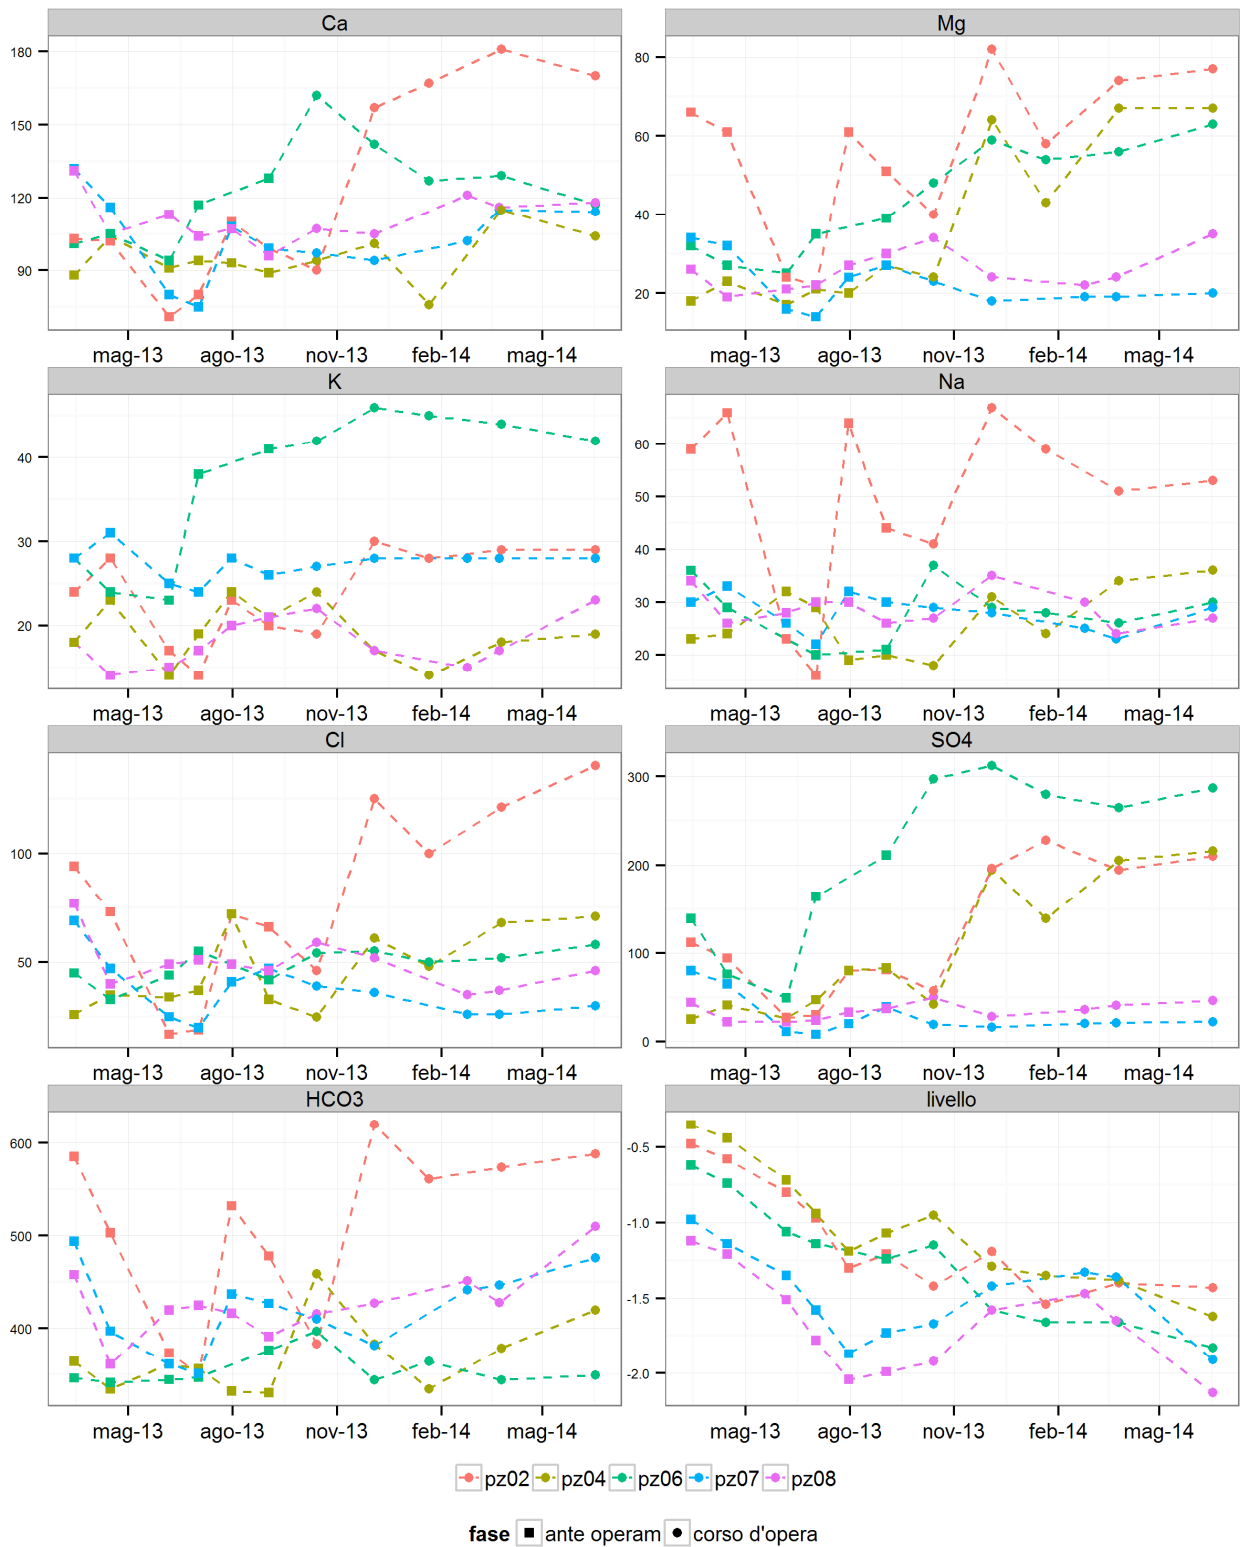 Ca Mg
180
150
120
90
80
60
40
20
mag-13 ago-13 nov-13 feb-14 mag-14 mag-13 ago-13 nov-13 feb-14 mag-14
K Na
40
30
20
60
50
40
30
20
mag-13 ago-13 nov-13 feb-14 mag-14 mag-13 ago-13 nov-13 feb-14 mag-14
Cl SO4
100
50
300
200
100
0
mag-13 ago-13 nov-13 feb-14 mag-14 mag-13 ago-13 nov-13 feb-14 mag-14
HCO3 livello
600
500
400
-0.5
-1.0
-1.5
-2.0
mag-13 ago-13 nov-13 feb-14 mag-14 mag-13 ago-13 nov-13 feb-14 mag-14
pz02 pz04 pz06 pz07 pz08
fase ante operam corso d'opera